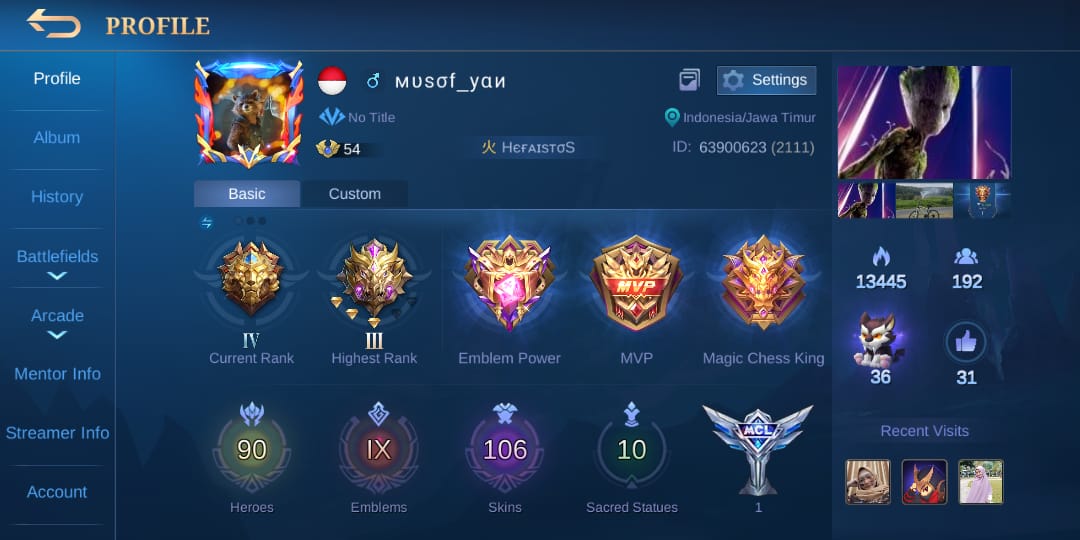 PROFILE
Profile
Album
History
Battlefields
Arcade
Mentor Info
Streamer Info
Account
мυѕσf_yαи
No Title
54
火 HєғᴀɪѕтσS
Settings
Indonesia/Jawa Timur
ID: 63900623 (2111)
Basic
Custom
IV
Current Rank
III
Highest Rank
Emblem Power
MVP
MVP
Magic Chess King
90
Heroes
IX
Emblems
106
Skins
10
Sacred Statues
MCL
1
13445
192
36
31
Recent Visits